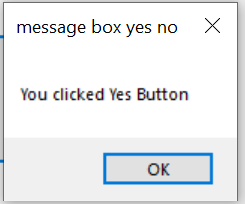 message box yes no
You clicked Yes Button
OK